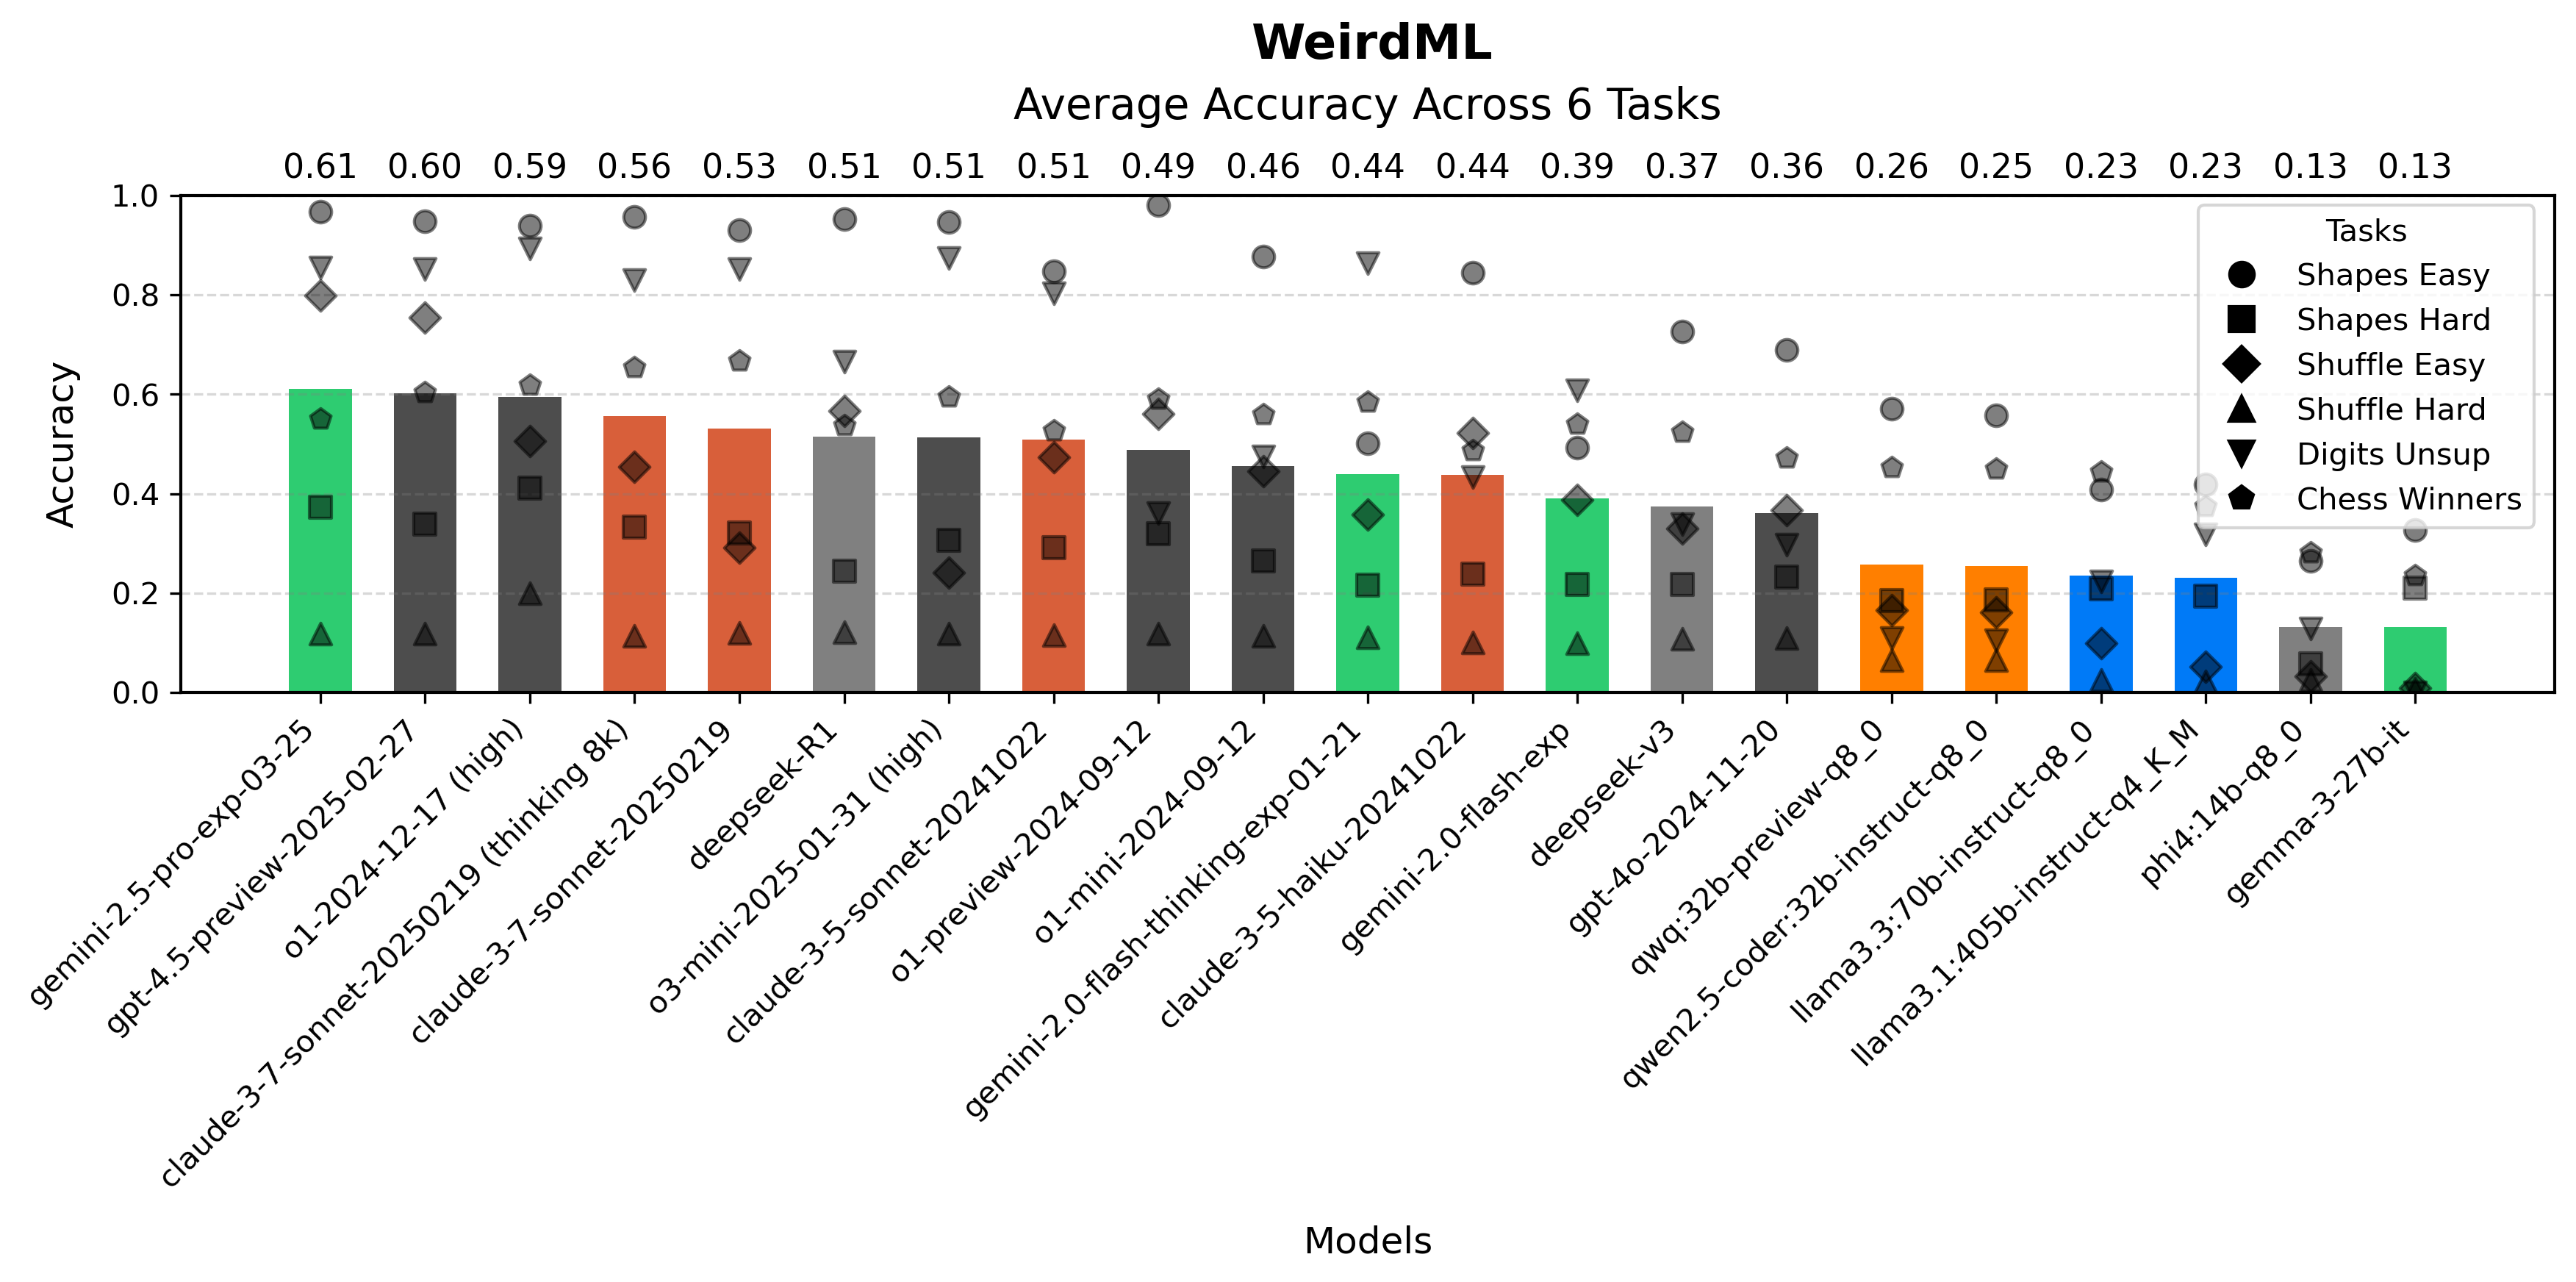 WeirdML
Average Accuracy Across 6 Tasks
0.61 0.60 0.59 0.56 0.53 0.51 0.51 0.51 0.49 0.46 0.44 0.44 0.39 0.37 0.36 0.26 0.25 0.23 0.23 0.13 0.13
Accuracy
1.0
0.8
0.6
0.4
0.2
0.0
Tasks
Shapes Easy
Shapes Hard
Shuffle Easy
Shuffle Hard
Digits Unsup
Chess Winners
gemini-2.5-pro-exp-03-25
gpt-4.5-preview-2025-02-27
o1-2024-12-17 (high)
claude-3-7-sonnet-20250219 (thinking 8k)
claude-3-7-sonnet-20250219
deepseek-R1
o3-mini-2025-01-31 (high)
claude-3-5-sonnet-20241022
o1-preview-2024-09-12
o1-mini-2024-09-12
gemini-2.0-flash-thinking-exp-01-21
claude-3-5-haiku-20241022
gemini-2.0-flash-exp
deepseek-v3
gpt-4o-2024-11-20
qwq:32b-preview-q8_0
qwen2.5-coder:32b-instruct-q8_0
llama3.3:70b-instruct-q8_0
llama3.1:405b-instruct-q4_K_M
phi4:14b-q8_0
gemma-3-27b-it
Models